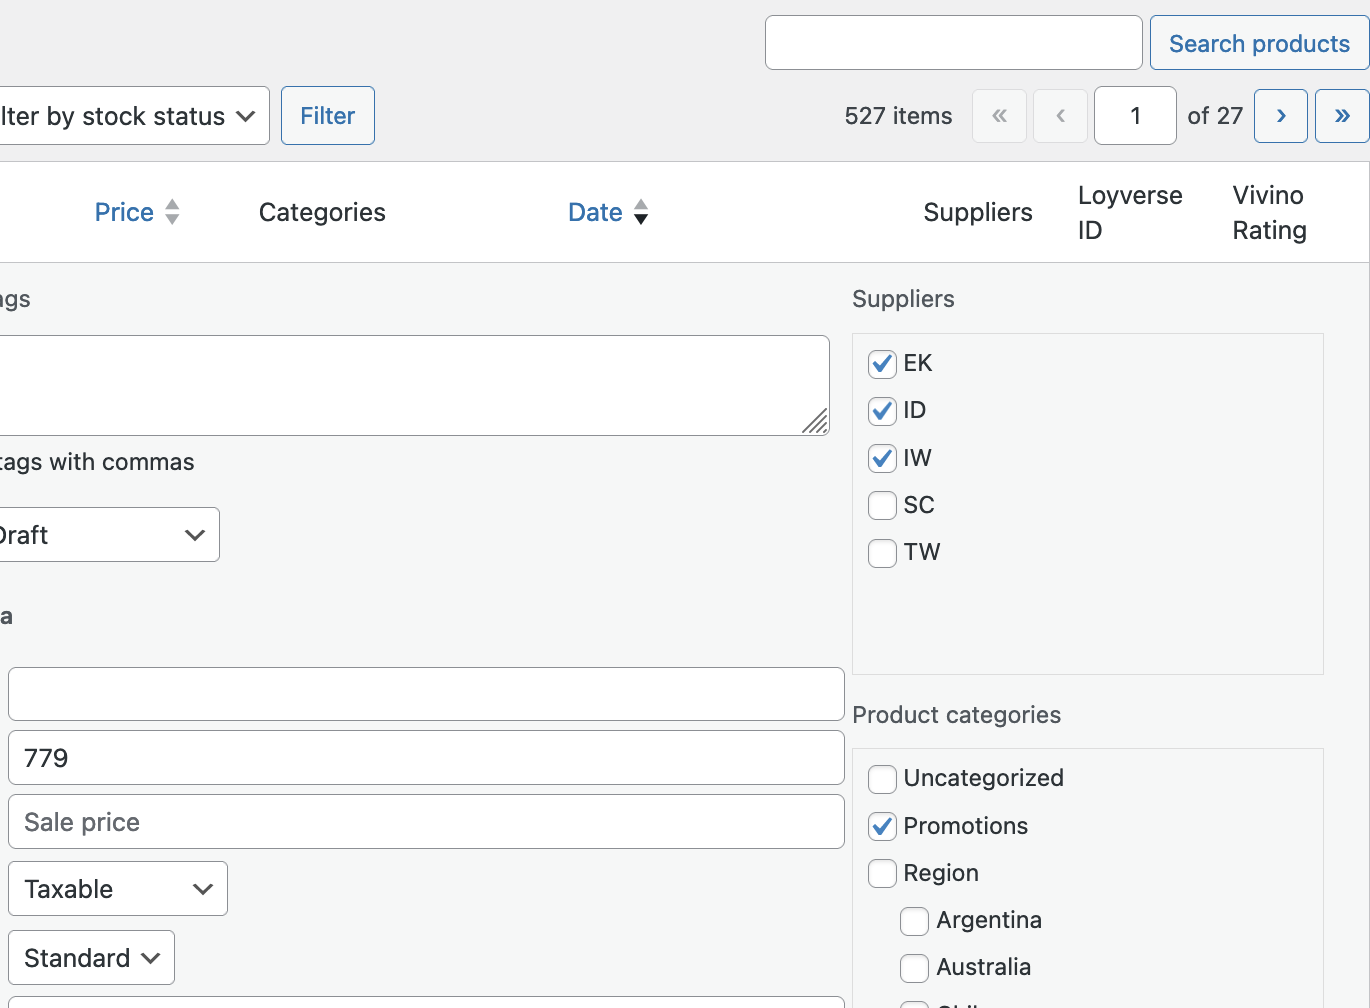 Search products
lter by stock status
Filter
527 items
«
‹
1
of 27
›
»
Price
Categories
Date
Suppliers
Loyverse
ID
Vivino
Rating
ngs
Suppliers
EK
ID
IW
SC
TW
tags with commas
Draft
a
779
Sale price
Taxable
Standard
Product categories
Uncategorized
Promotions
Region
Argentina
Australia